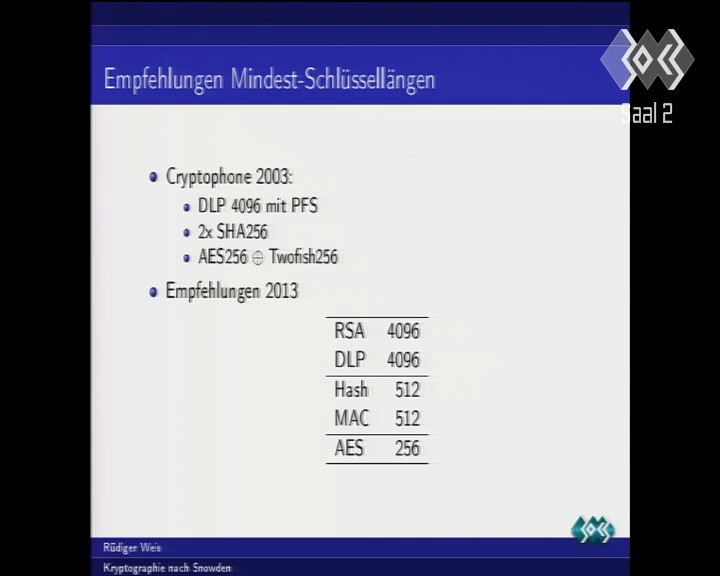 Empfehlungen Mindest-Schlüssellängen
Saal 2
Cryptophone 2003:
DLP 4096 mit PFS
2x SHA256
AES256 ⊕ Twofish256
Empfehlungen 2013
RSA 4096
DLP 4096
Hash 512
MAC 512
AES 256
Rüdiger Weis
Kryptographie nach Snowden